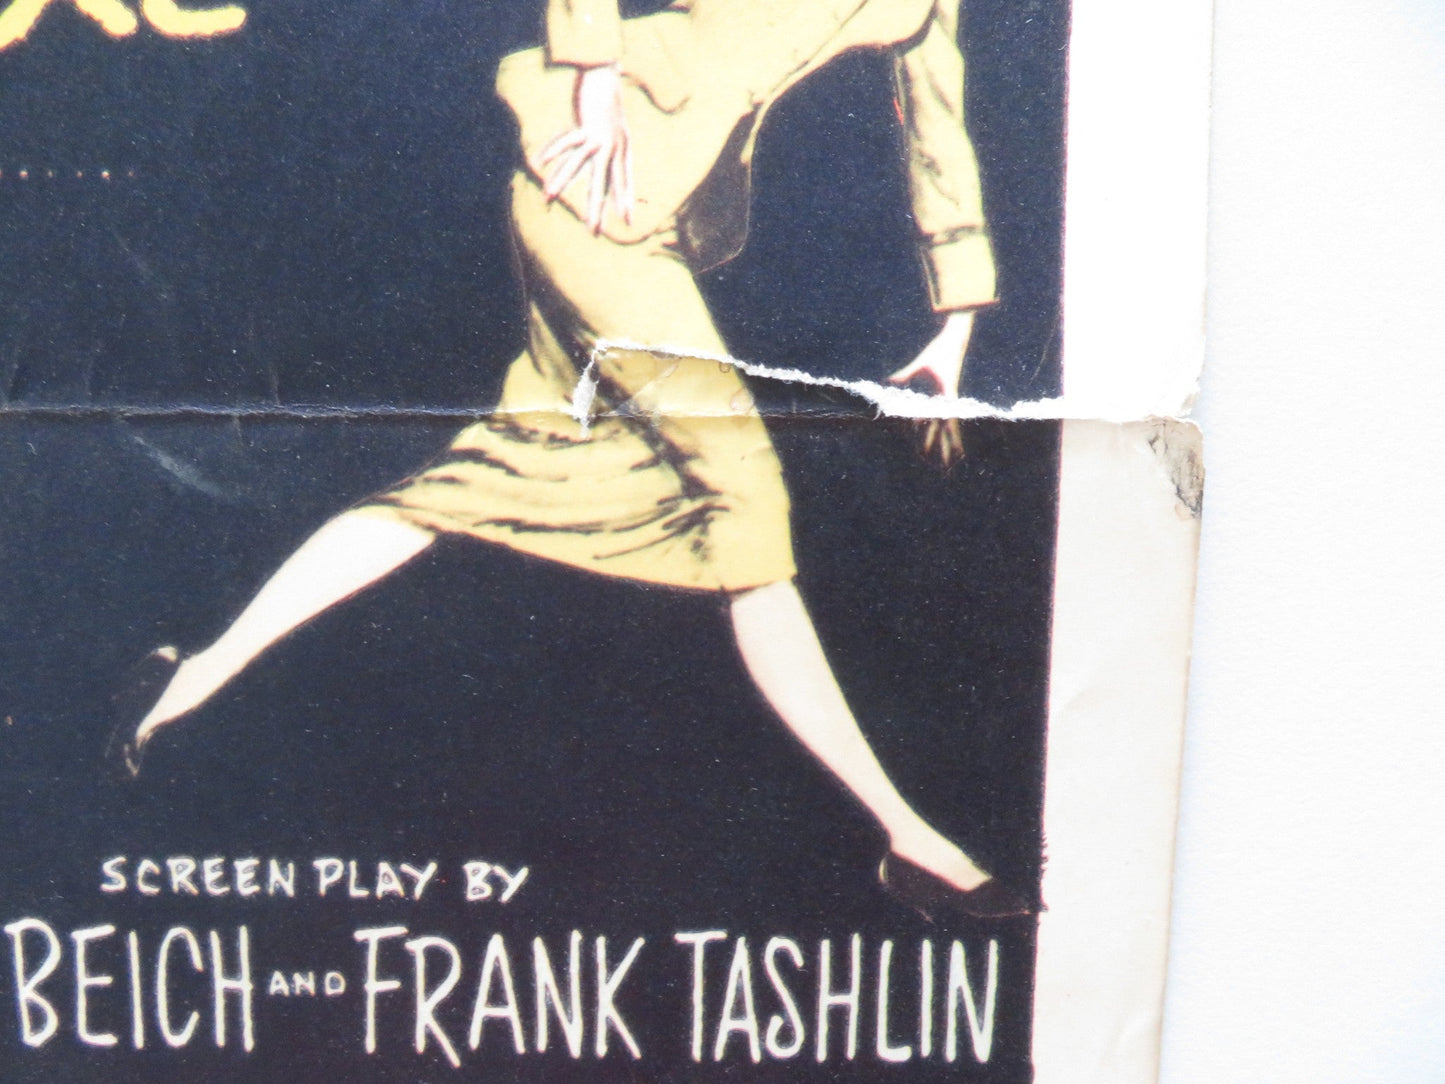 SCREEN PLAY BY
BEICH AND FRANK TASHLIN